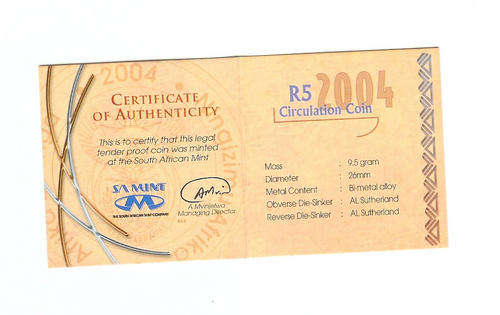 2004
CERTIFICATE
OF AUTHENTICITY
This is to certify that this legal
tender proof coin was minted
at the South African Mint
SA MINT
THE SOUTH AFRICAN MINT COMPANY
A Mvinjelwa
Managing Director
R5 2004
Circulation Coin
Mass : 9.5 gram
Diameter : 26mm
Metal Content : Bi-metal alloy
Obverse Die-Sinker : AL Sutherland
Reverse Die-Sinker : AL Sutherland